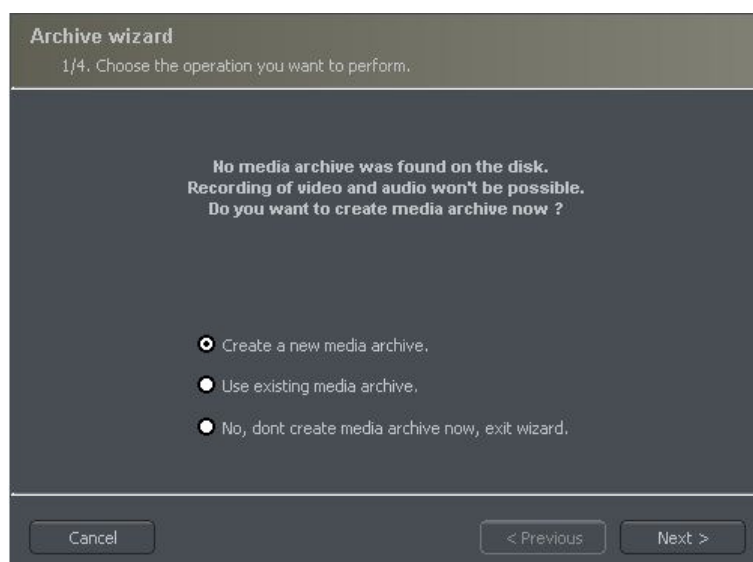 Archive wizard
1/4. Choose the operation you want to perform.
No media archive was found on the disk.
Recording of video and audio won't be possible.
Do you want to create media archive now ?
Create a new media archive.
Use existing media archive.
No, dont create media archive now, exit wizard.
Cancel
< Previous
Next >